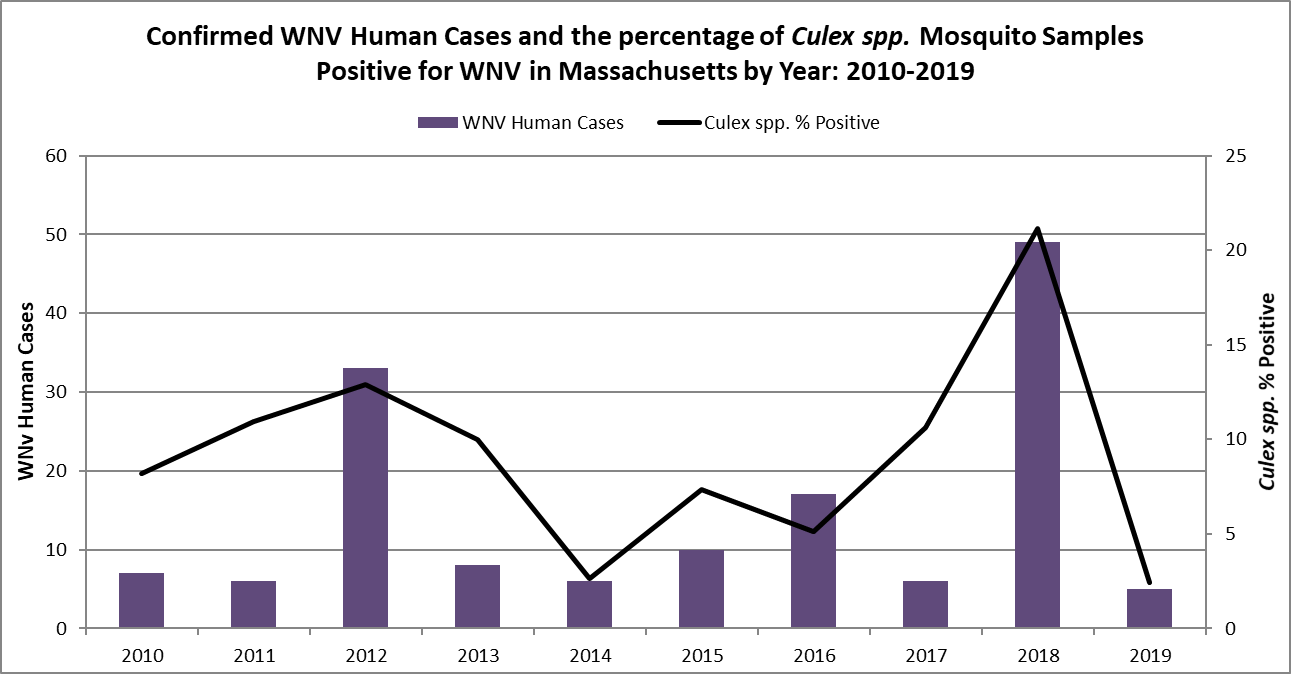 Confirmed WNV Human Cases and the percentage of Culex spp. Mosquito Samples
Positive for WNV in Massachusetts by Year: 2010-2019
WNV Human Cases
Culex spp. % Positive
60
50
40
30
20
10
0
WNv Human Cases
25
20
15
10
5
0
Culex spp. % Positive
2010 2011 2012 2013 2014 2015 2016 2017 2018 2019